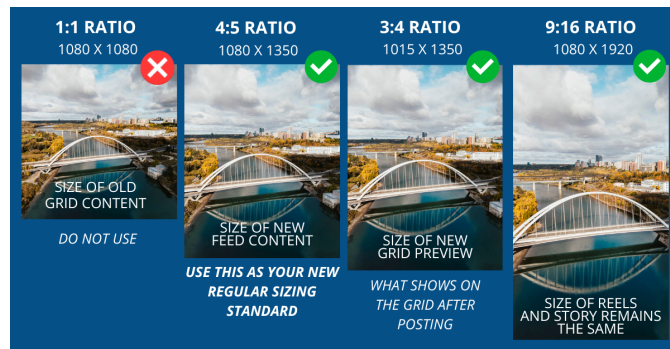 1:1 RATIO
1080 X 1080
SIZE OF OLD
GRID CONTENT
DO NOT USE
4:5 RATIO
1080 X 1350
SIZE OF NEW
FEED CONTENT
USE THIS AS YOUR NEW
REGULAR SIZING
STANDARD
3:4 RATIO
1015 X 1350
SIZE OF NEW
GRID PREVIEW
WHAT SHOWS ON
THE GRID AFTER
POSTING
9:16 RATIO
1080 X 1920
SIZE OF REELS
AND STORY REMAINS
THE SAME